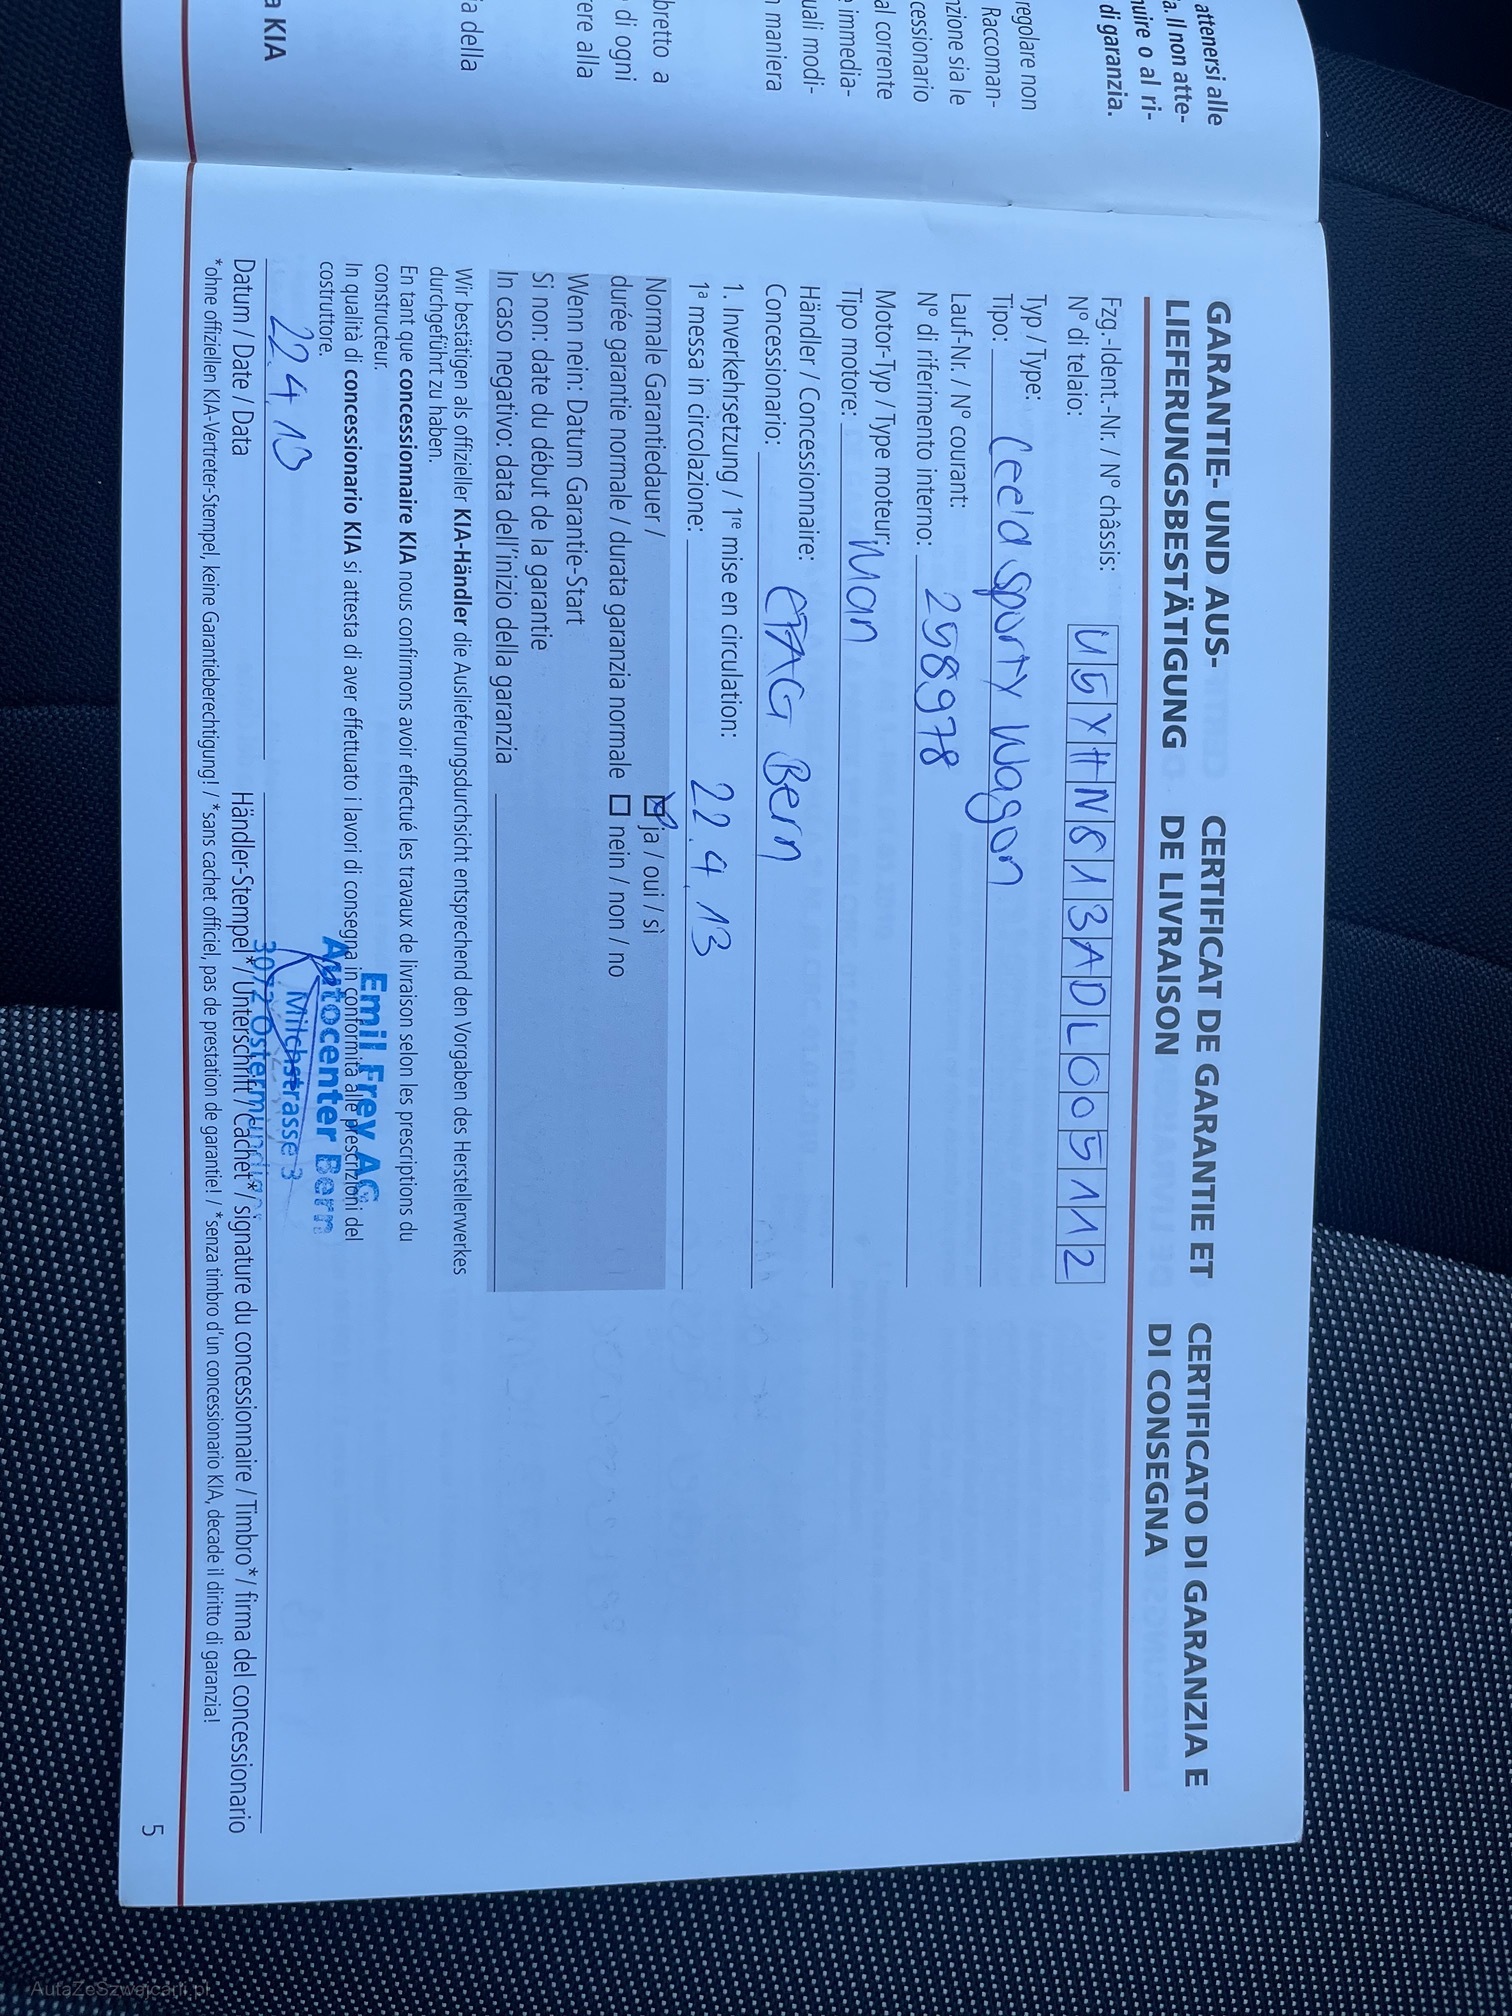 attenersi alle
a. Il non atte-
nuire o al ri-
di garanzia.
regolare non
Raccoman-
nzione sia le
cessionario
al corrente
e immedia-
uali modi-
n maniera
bretto a
di ogni
ere alla
ia della
a KIA
GARANTIE- UND AUS-
LIEFERUNGSBESTÄTIGUNG
CERTIFICAT DE GARANTIE ET
DE LIVRAISON
CERTIFICATO DI GARANZIA E
DI CONSEGNA
Fzg.-Ident.-Nr. / N° châssis:
N° di telaio: U5YHN813ADL005112
Typ / Type:
Tipo: Cee'd Sporty Wagon
Lauf-Nr. / N° courant:
N° di riferimento interno: 258978
Motor-Typ / Type moteur:
Tipo motore: Man
Händler / Concessionnaire:
Concessionario: EFAG Bern
1. Inverkehrsetzung / 1re mise en circulation:
1a messa in circolazione: 22.4.13
Normale Garantiedauer / ja / oui / sì
durée garantie normale / durata garanzia normale nein / non / no
Wenn nein: Datum Garantie-Start
Si non: date du début de la garantie
In caso negativo: data dell'inizio della garanzia
Wir bestätigen als offizieller KIA-Händler die Auslieferungsdurchsicht entsprechend den Vorgaben des Herstellerwerkes
durchgeführt zu haben.
En tant que concessionnaire KIA nous confirmons avoir effectué les travaux de livraison selon les prescriptions du
constructeur.
In qualità di concessionario KIA si attesta di aver effettuato i lavori di consegna in conformità alle prescrizioni del
costruttore.
Emil Frey AG
Autocenter Bern
Milchstrasse 3
3072 Ostermundigen
22.4.13
Datum / Date / Data
Händler-Stempel* / Unterschrift / Cachet* / signature du concessionnaire / Timbro* / firma del concessionario
*ohne offiziellen KIA-Vertreter-Stempel, keine Garantieberechtigung! / *sans cachet officiel, pas de prestation de garantie! / *senza timbro d'un concessionario KIA, decade il diritto di garanzia!
5
AutaZeSzwajcarii.pl